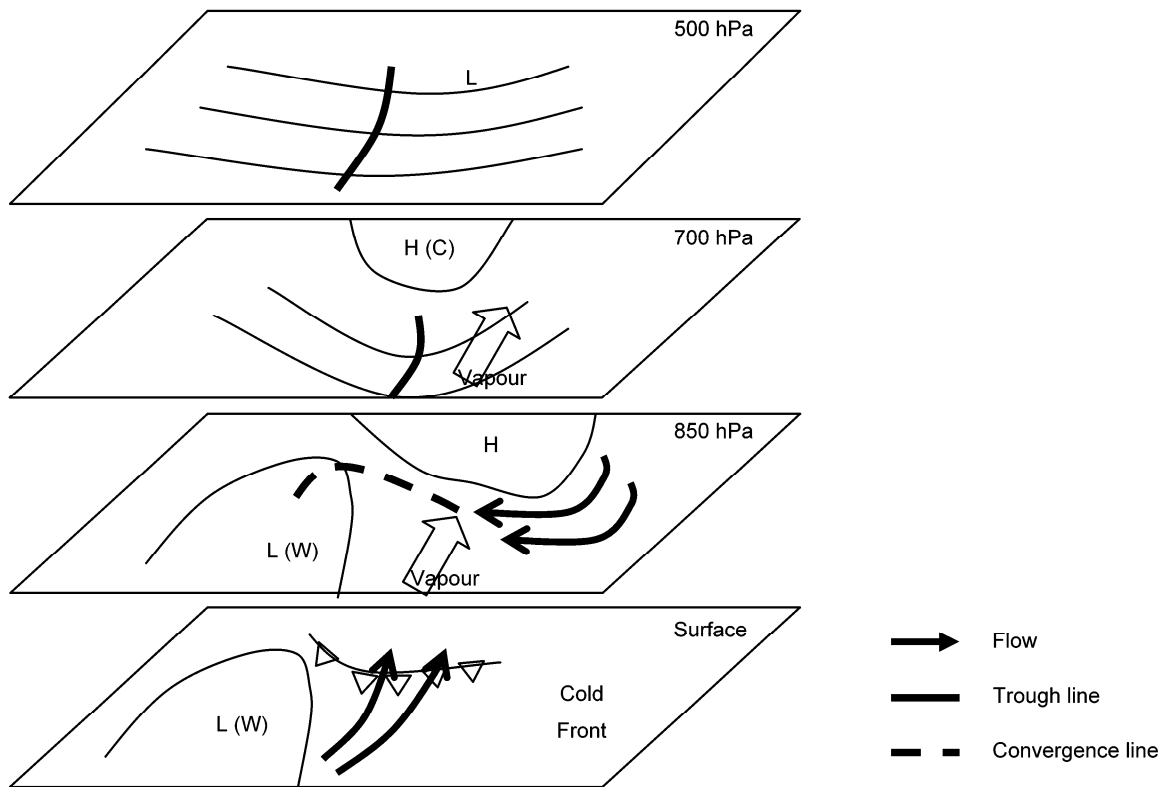 500 hPa
L
700 hPa
H (C)
Vapour
850 hPa
H
L (W)
Vapour
Surface
L (W)
Cold
Front
Flow
Trough line
Convergence line